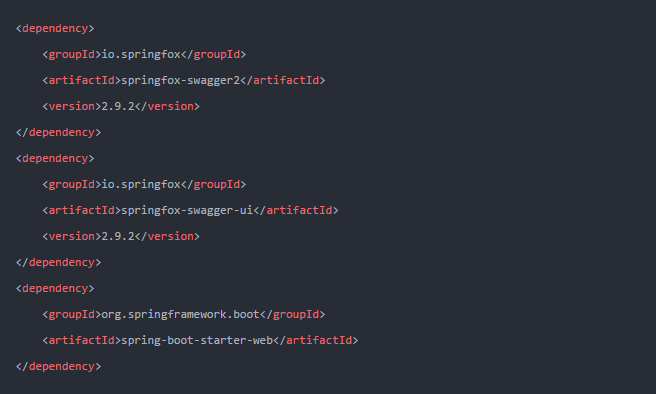 <dependency>
    <groupId>io.springfox</groupId>
    <artifactId>springfox-swagger2</artifactId>
    <version>2.9.2</version>
</dependency>
<dependency>
    <groupId>io.springfox</groupId>
    <artifactId>springfox-swagger-ui</artifactId>
    <version>2.9.2</version>
</dependency>
<dependency>
    <groupId>org.springframework.boot</groupId>
    <artifactId>spring-boot-starter-web</artifactId>
</dependency>